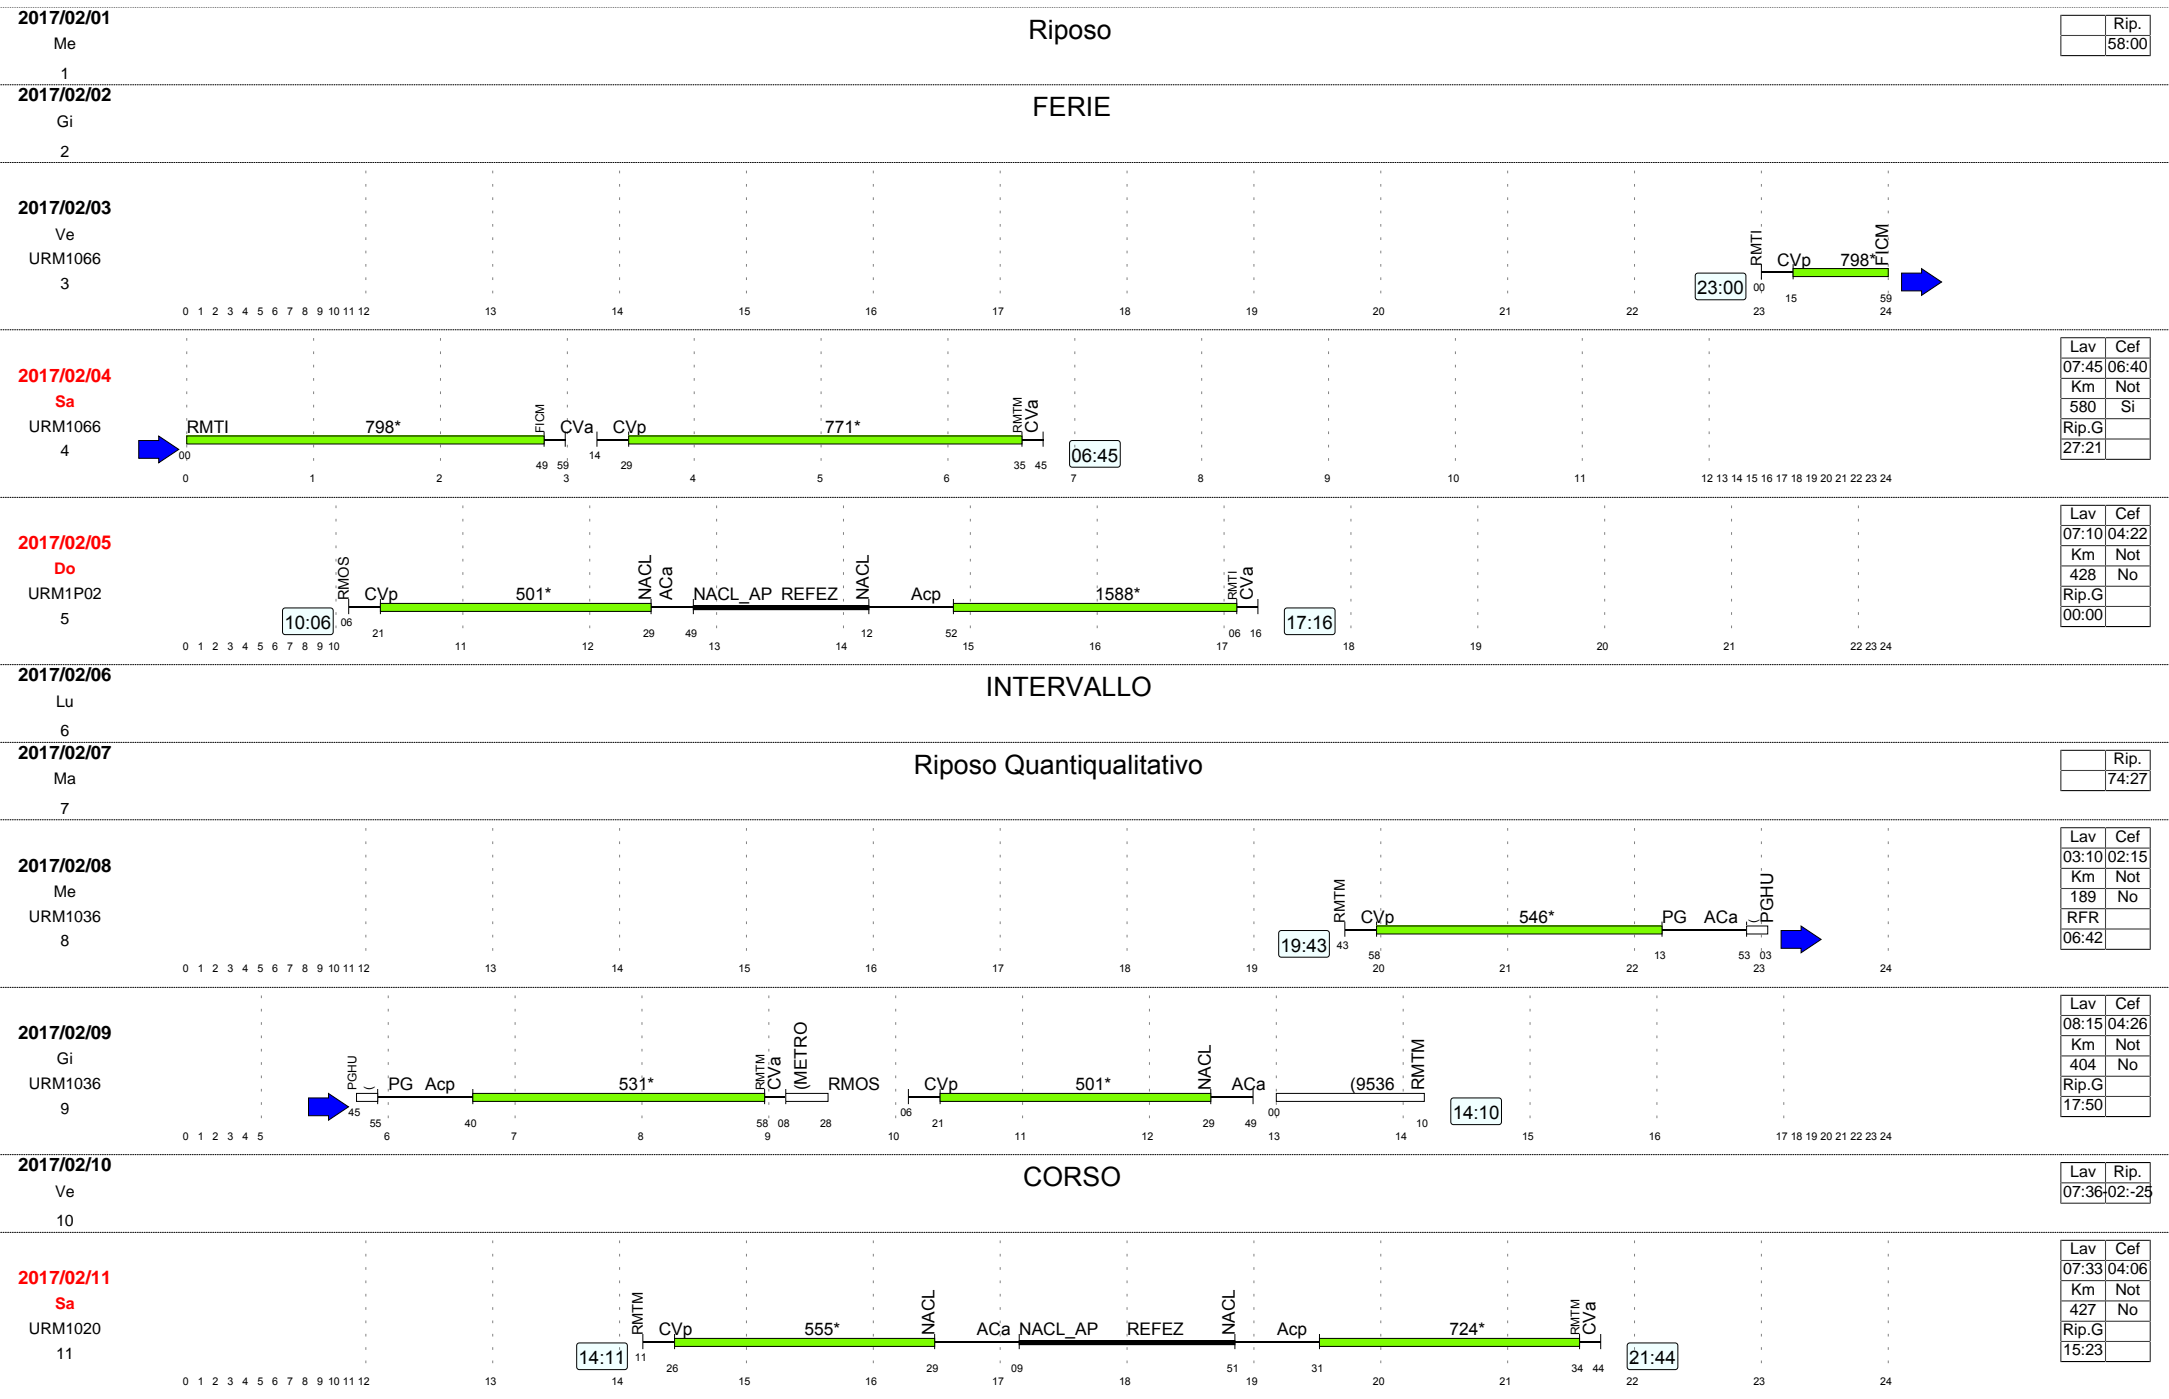 2017/02/01
Me
1
Riposo
Rip.
58:00
2017/02/02
Gi
2
FERIE
2017/02/03
Ve
URM1066
3
RMTI CVp 798* FICM
23:00 00 15 59
0 1 2 3 4 5 6 7 8 9 10 11 12 13 14 15 16 17 18 19 20 21 22 23 24
2017/02/04
Sa
URM1066
4
RMTI 798* FICM CVa CVp 771* RMTM CVa
00 49 59 14 29 35 45 06:45
0 1 2 3 4 5 6 7 8 9 10 11 12 13 14 15 16 17 18 19 20 21 22 23 24
Lav Cef
07:45 06:40
Km Not
580 Si
Rip.G
27:21
2017/02/05
Do
URM1P02
5
RMOS CVp 501* NACL ACa NACL_AP REFEZ NACL Acp 1588* RMTI CVa
10:06 06 21 29 49 12 52 06 16 17:16
0 1 2 3 4 5 6 7 8 9 10 11 12 13 14 15 16 17 18 19 20 21 22 23 24
Lav Cef
07:10 04:22
Km Not
428 No
Rip.G
00:00
2017/02/06
Lu
6
INTERVALLO
2017/02/07
Ma
7
Riposo Quantiqualitativo
Rip.
74:27
2017/02/08
Me
URM1036
8
RMTM CVp 546* PG ACa ( PGHU
19:43 43 58 13 53 03
0 1 2 3 4 5 6 7 8 9 10 11 12 13 14 15 16 17 18 19 20 21 22 23 24
Lav Cef
03:10 02:15
Km Not
189 No
RFR
06:42
2017/02/09
Gi
URM1036
9
PGHU ( PG Acp 531* RMTM CVa (METRO RMOS CVp 501* NACL ACa (9536 RMTM
45 55 40 58 08 28 06 21 29 49 00 10 14:10
0 1 2 3 4 5 6 7 8 9 10 11 12 13 14 15 16 17 18 19 20 21 22 23 24
Lav Cef
08:15 04:26
Km Not
404 No
Rip.G
17:50
2017/02/10
Ve
10
CORSO
Lav Rip.
07:36 -02:-25
2017/02/11
Sa
URM1020
11
RMTM CVp 555* NACL ACa NACL_AP REFEZ NACL Acp 724* RMTM CVa
14:11 11 26 29 09 51 31 34 44 21:44
0 1 2 3 4 5 6 7 8 9 10 11 12 13 14 15 16 17 18 19 20 21 22 23 24
Lav Cef
07:33 04:06
Km Not
427 No
Rip.G
15:23